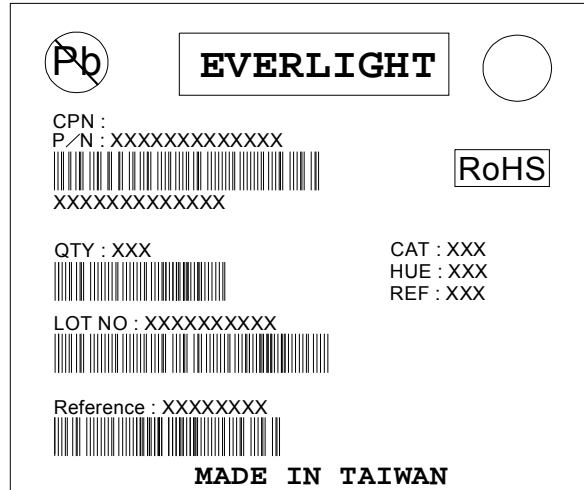 Pb
EVERLIGHT
CPN :
P/N : XXXXXXXXXXXXX
XXXXXXXXXXXXX
RoHS
QTY : XXX
CAT : XXX
HUE : XXX
REF : XXX
LOT NO : XXXXXXXXXX
Reference : XXXXXXXX
MADE IN TAIWAN